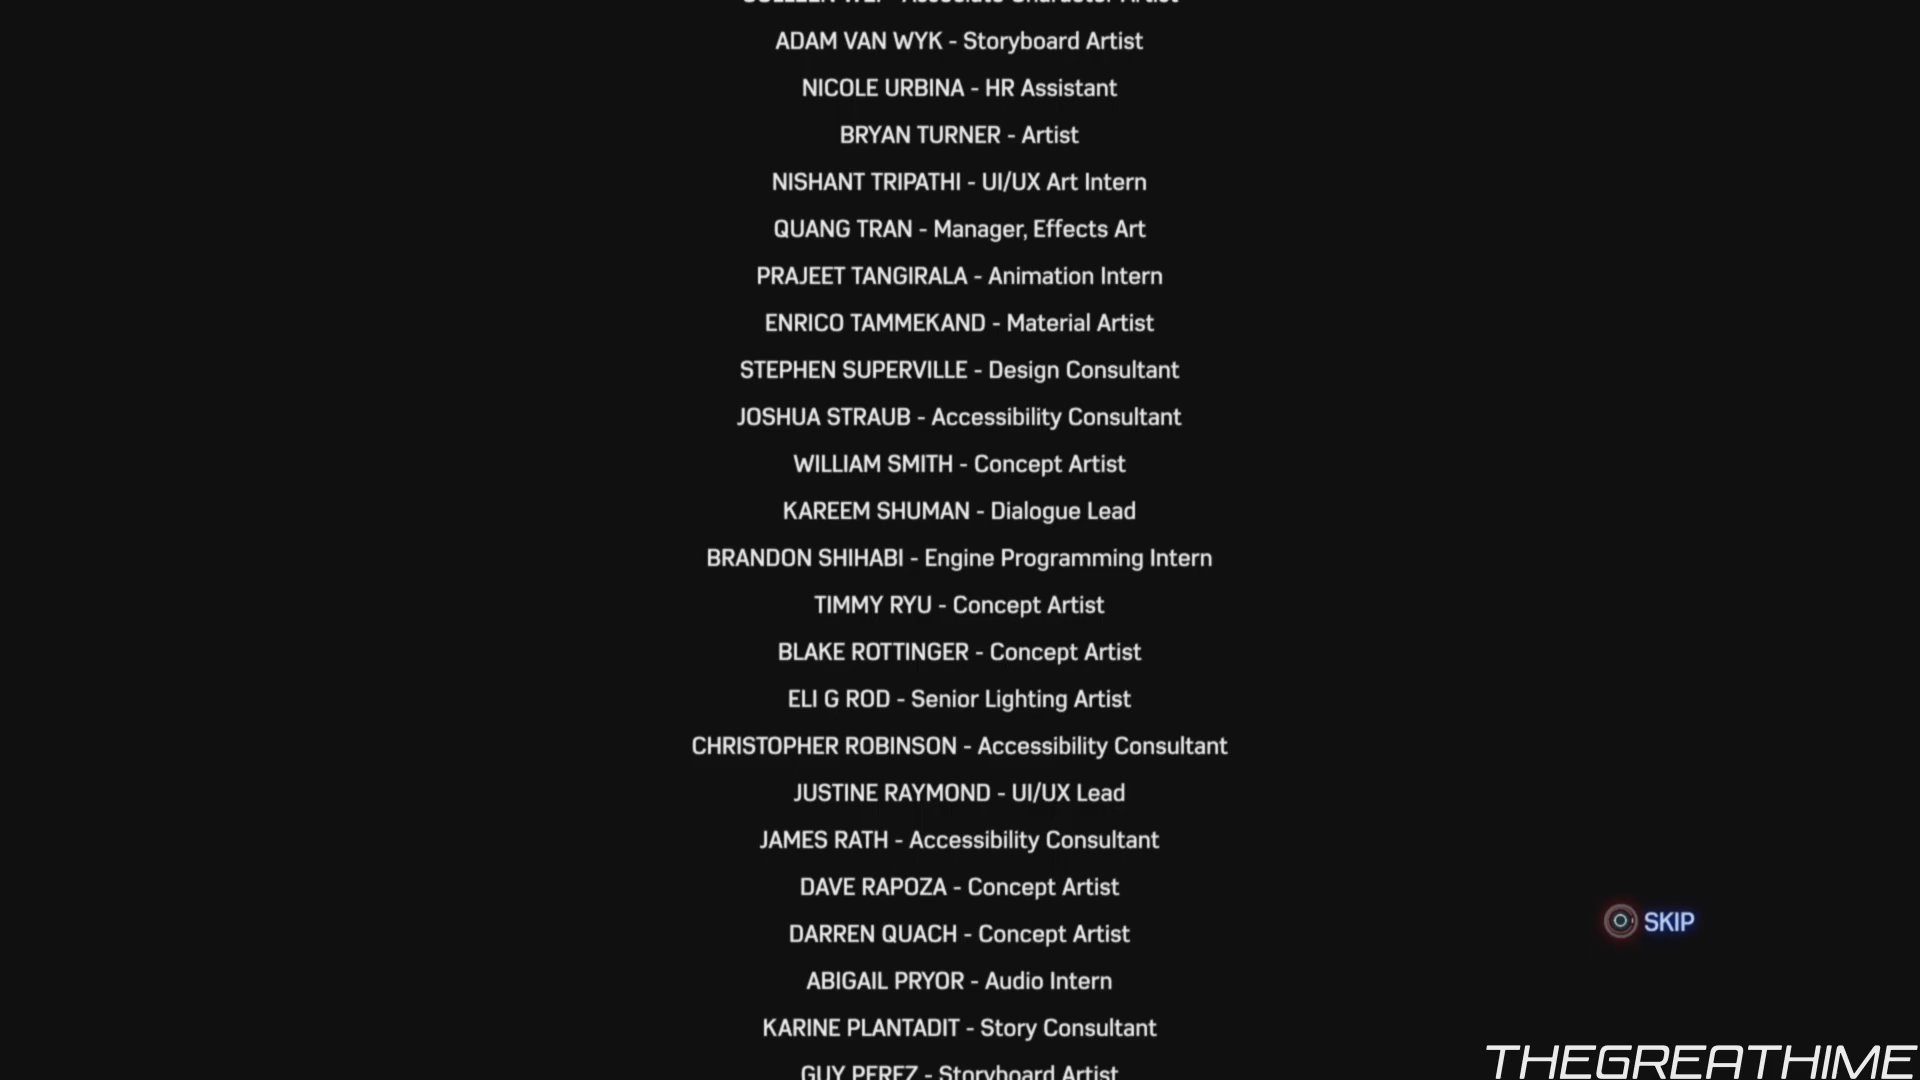 ADAM VAN WYK - Storyboard Artist
NICOLE URBINA - HR Assistant
BRYAN TURNER - Artist
NISHANT TRIPATHI - UI/UX Art Intern
QUANG TRAN - Manager, Effects Art
PRAJEET TANGIRALA - Animation Intern
ENRICO TAMMEKAND - Material Artist
STEPHEN SUPERVILLE - Design Consultant
JOSHUA STRAUB - Accessibility Consultant
WILLIAM SMITH - Concept Artist
KAREEM SHUMAN - Dialogue Lead
BRANDON SHIHABI - Engine Programming Intern
TIMMY RYU - Concept Artist
BLAKE ROTTINGER - Concept Artist
ELI G ROD - Senior Lighting Artist
CHRISTOPHER ROBINSON - Accessibility Consultant
JUSTINE RAYMOND - UI/UX Lead
JAMES RATH - Accessibility Consultant
DAVE RAPOZA - Concept Artist
DARREN QUACH - Concept Artist
SKIP
ABIGAIL PRYOR - Audio Intern
KARINE PLANTADIT - Story Consultant
GUY PEREZ - Storyboard Artist
THEGREATHIME